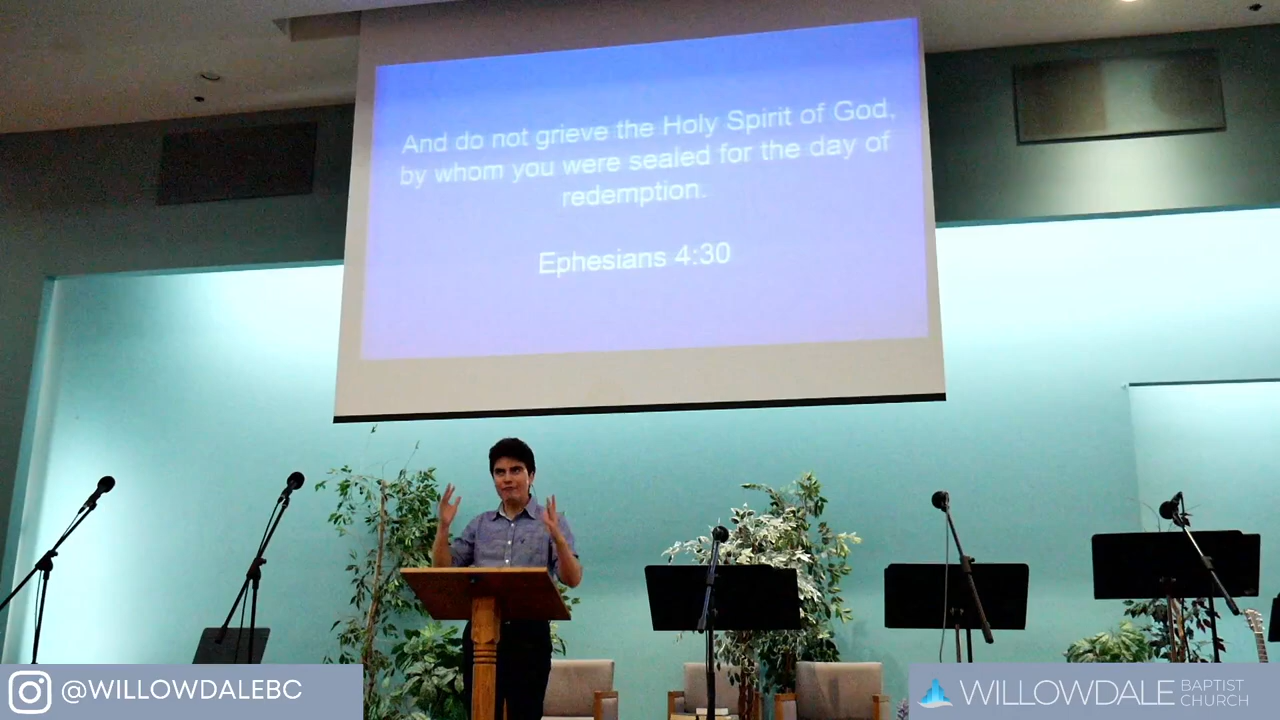 And do not grieve the Holy Spirit of God,
by whom you were sealed for the day of
redemption.
Ephesians 4:30
@WILLOWDALEBC
WILLOWDALE BAPTIST
CHURCH